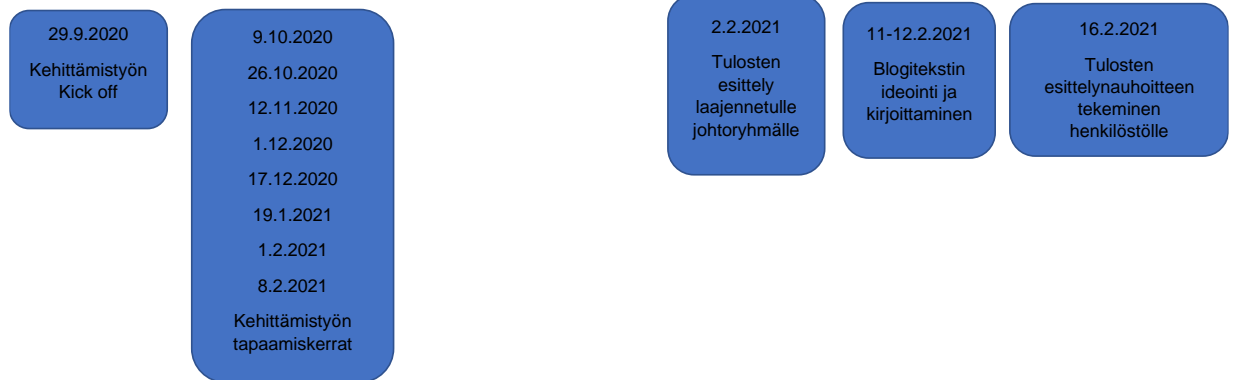 29.9.2020
Kehittämistyön
Kick off
9.10.2020
26.10.2020
12.11.2020
1.12.2020
17.12.2020
19.1.2021
1.2.2021
8.2.2021
Kehittämistyön
tapaamiskerrat
2.2.2021
Tulosten
esittely
laajennetulle
johtoryhmälle
11-12.2.2021
Blogitekstin
ideointi ja
kirjoittaminen
16.2.2021
Tulosten
esittelynauhoitteen
tekeminen
henkilöstölle